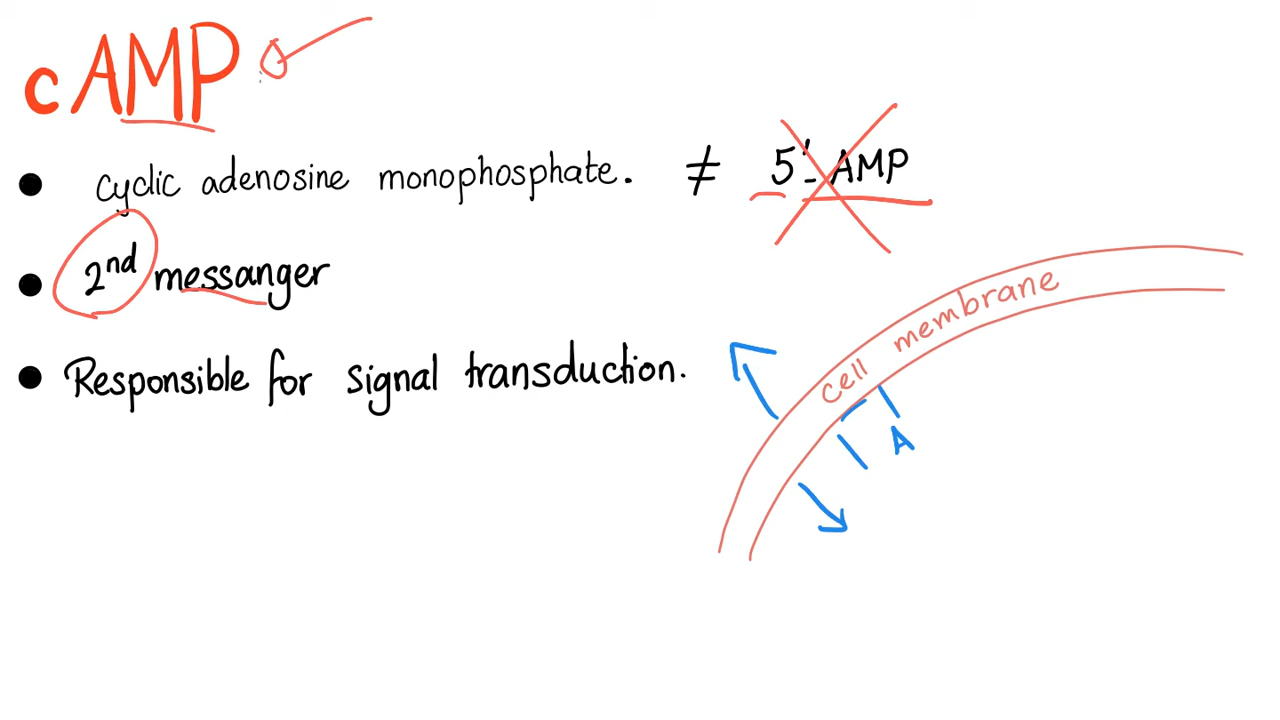 cAMP
● cyclic adenosine monophosphate. ≠ 5'-AMP
● 2nd messanger
● Responsible for signal transduction.
cell membrane
A